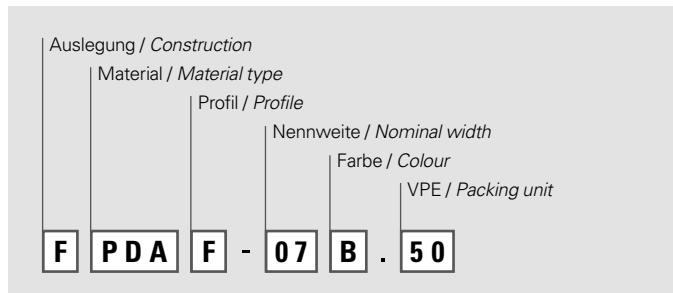 Auslegung / Construction
Material / Material type
Profil / Profile
Nennweite / Nominal width
Farbe / Colour
VPE / Packing unit
F PDA F - 07 B . 50